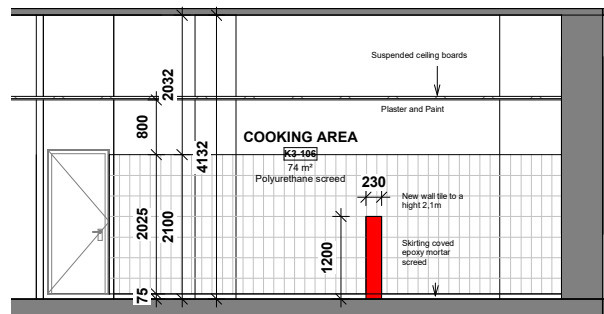 Suspended ceiling boards
2032
Plaster and Paint
800
4132
COOKING AREA
K3-106
74 m²
Polyurethane screed
230
New wall tile to a
hight 2,1m
2025
2100
1200
Skirting coved
epoxy mortar
screed
75